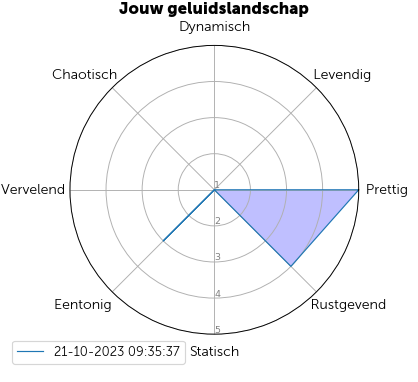 Jouw geluidslandschap
Dynamisch
Chaotisch
Levendig
Vervelend
1
Prettig
2
3
4
Eentonig
Rustgevend
5
21-10-2023 09:35:37
Statisch